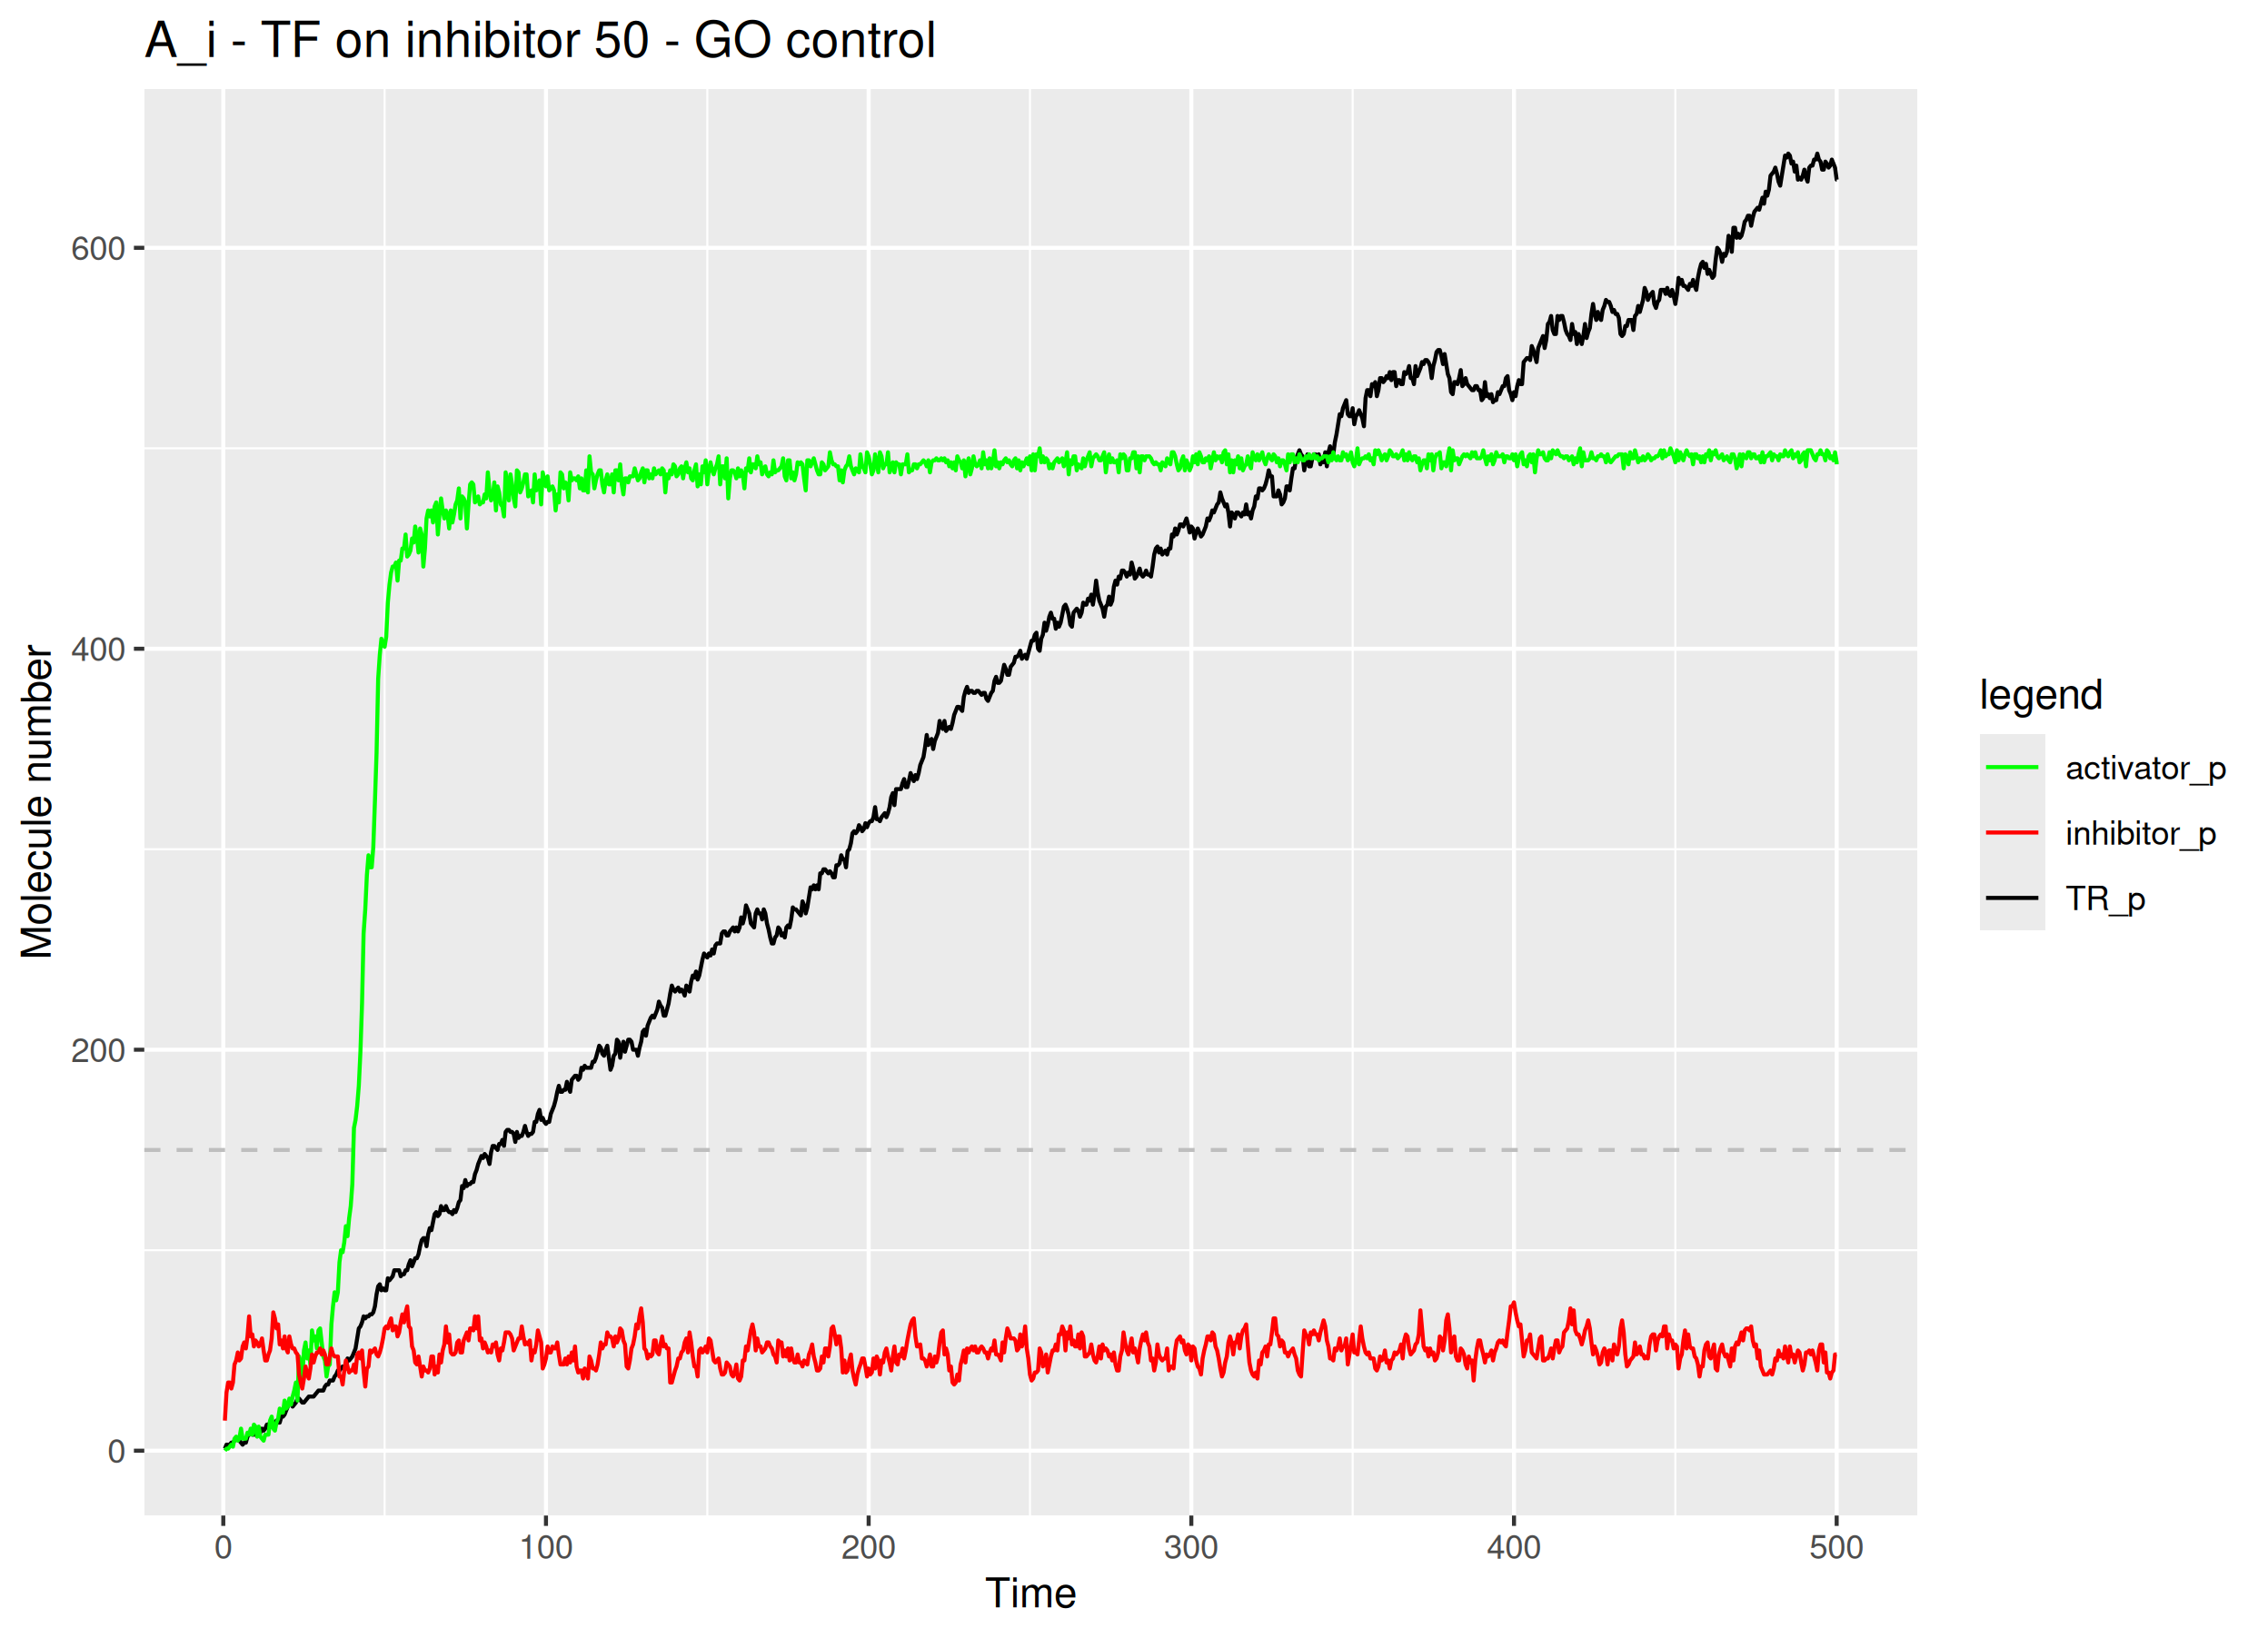 A_i - TF on inhibitor 50 - GO control
Molecule number
600
400
200
0
0 100 200 300 400 500
Time
legend
activator_p
inhibitor_p
TR_p